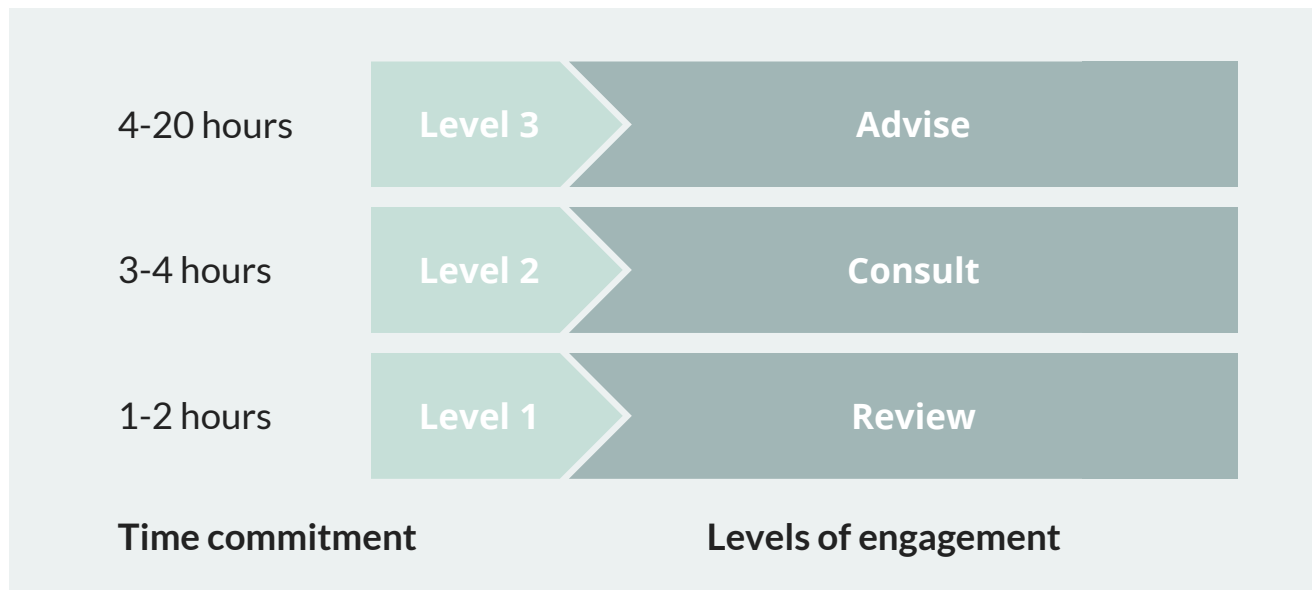 4-20 hours Level 3 Advise
3-4 hours Level 2 Consult
1-2 hours Level 1 Review
Time commitment Levels of engagement